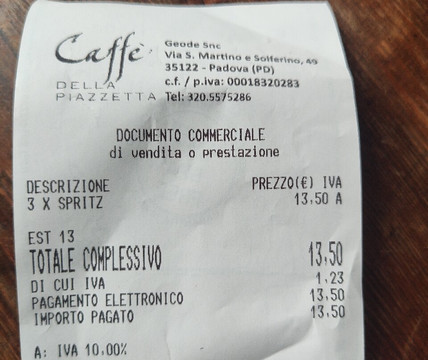 Caffè
DELLA
PIAZZETTA
Geode Snc
Via S. Martino e Solferino, 49
35122 - Padova (PD)
c.f. / p.iva: 00018320283
Tel: 320.5575286
DOCUMENTO COMMERCIALE
di vendita o prestazione
DESCRIZIONE PREZZO(€) IVA
3 X SPRITZ 13,50 A
EST 13
TOTALE COMPLESSIVO 13,50
DI CUI IVA 1,23
PAGAMENTO ELETTRONICO 13,50
IMPORTO PAGATO 13,50
A: IVA 10,00%